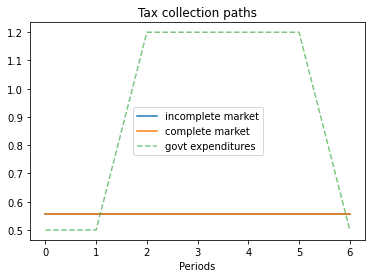 Tax collection paths
1.2
1.1
1.0
0.9
0.8
0.7
0.6
0.5
incomplete market
complete market
govt expenditures
0 1 2 3 4 5 6
Periods